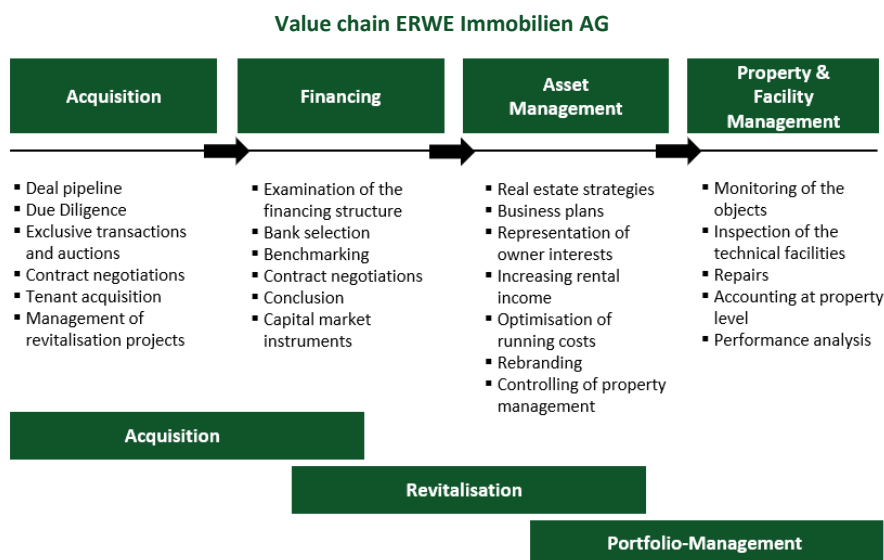 Value chain ERWE Immobilien AG
Acquisition
Financing
Asset
Management
Property &
Facility
Management
▪ Deal pipeline
▪ Due Diligence
▪ Exclusive transactions
and auctions
▪ Contract negotiations
▪ Tenant acquisition
▪ Management of
revitalisation projects
▪ Examination of the
financing structure
▪ Bank selection
▪ Benchmarking
▪ Contract negotiations
▪ Conclusion
▪ Capital market
instruments
▪ Real estate strategies
▪ Business plans
▪ Representation of
owner interests
▪ Increasing rental
income
▪ Optimisation of
running costs
▪ Rebranding
▪ Controlling of property
management
▪ Monitoring of the
objects
▪ Inspection of the
technical facilities
▪ Repairs
▪ Accounting at property
level
▪ Performance analysis
Acquisition
Revitalisation
Portfolio-Management